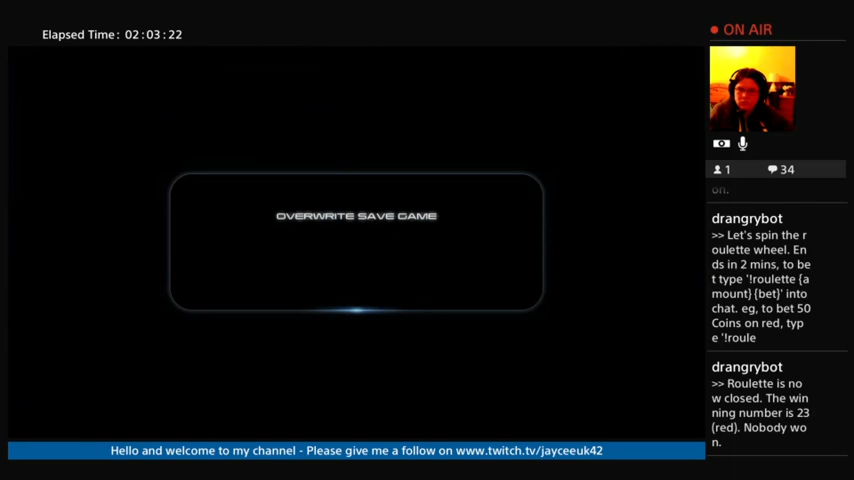 Elapsed Time: 02:03:22
ON AIR
1 34
on.
OVERWRITE SAVE GAME
drangrybot
>> Let's spin the r
oulette wheel. En
ds in 2 mins, to be
t type '!roulette {a
mount} {bet}' into
chat. eg, to bet 50
Coins on red, typ
e '!roule
drangrybot
>> Roulette is no
w closed. The win
ning number is 23
(red). Nobody wo
n.
Hello and welcome to my channel - Please give me a follow on www.twitch.tv/jayceeuk42